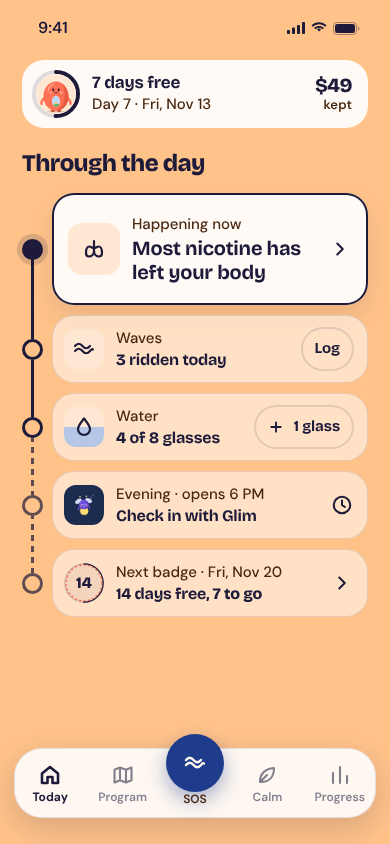 9:41
7 days free
Day 7 · Fri, Nov 13
$49
kept
Through the day
Happening now
Most nicotine has
left your body
Waves
3 ridden today
Log
Water
4 of 8 glasses
+ 1 glass
Evening · opens 6 PM
Check in with Glim
14
Next badge · Fri, Nov 20
14 days free, 7 to go
Today
Program
SOS
Calm
Progress